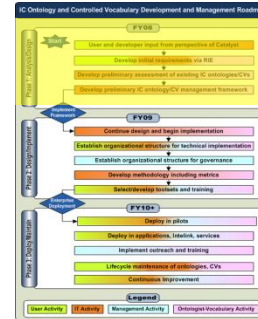 IC Ontology and Controlled Vocabulary Development and Management Roadm
FY08
User and developer input from perspective of Catalyst
Develop initial requirements via RIE
Develop preliminary assessment of existing IC ontologies/CVs
Develop preliminary IC ontology/CV management framework
Phase 1 Analysis/Design
Implement
Framework
FY09
Continue design and begin implementation
Establish organizational structure for technical implementation
Establish organizational structure for governance
Develop methodology including metrics
Select/develop toolsets and training
Phase 2 Design/Implement
Enterprise
Deployment
FY10+
Deploy in pilots
Deploy in applications, Intelink, services
Implement outreach and training
Lifecycle maintenance of ontologies, CVs
Continuous Improvement
Phase 3 Deploy/Maintain
Legend
User Activity
IT Activity
Management Activity
Ontologist-Vocabulary Activity